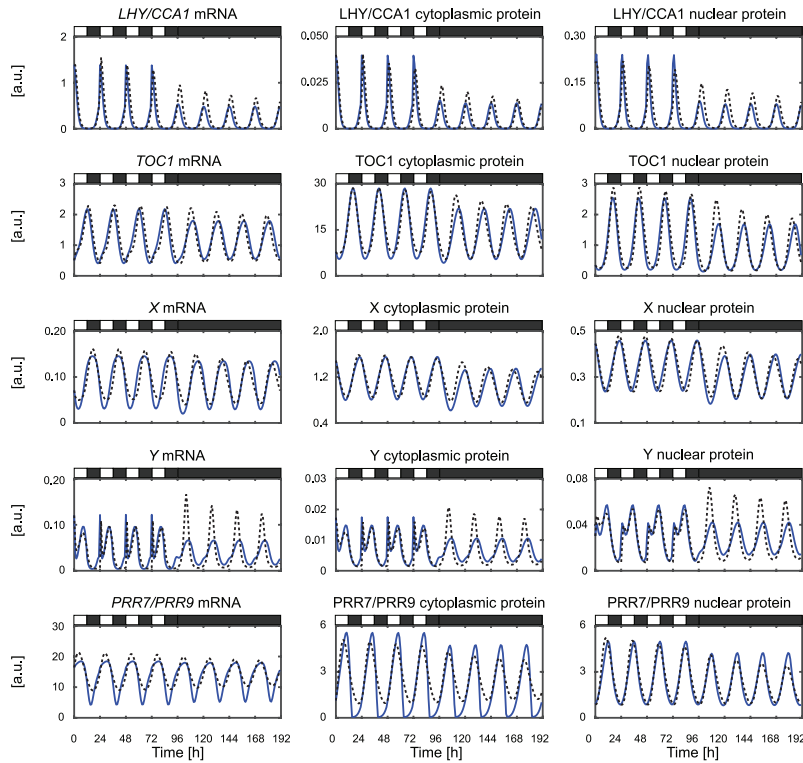 LHY/CCA1 mRNA LHY/CCA1 cytoplasmic protein LHY/CCA1 nuclear protein
2 0.050 0.30
[a.u.] 1 0.025 0.15
0 0 0
TOC1 mRNA TOC1 cytoplasmic protein TOC1 nuclear protein
3 30 3
[a.u.] 2 15 2
1 1
0 0 0
X mRNA X cytoplasmic protein X nuclear protein
0.20 2.0 0.5
[a.u.] 0.10 1.2 0.3
0 0.4 0.1
Y mRNA Y cytoplasmic protein Y nuclear protein
0.20 0.03 0.08
[a.u.] 0.10 0.02 0.04
0.01
0 0 0
PRR7/PRR9 mRNA PRR7/PRR9 cytoplasmic protein PRR7/PRR9 nuclear protein
30 6 6
[a.u.] 20 3 3
10
0 0 0
0 24 48 72 96 120 144 168 192 0 24 48 72 96 120 144 168 192 0 24 48 72 96 120 144 168 192
Time [h] Time [h] Time [h]